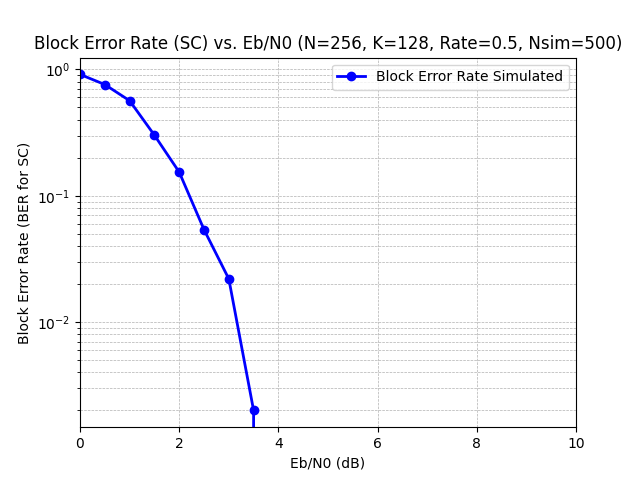 Block Error Rate (SC) vs. Eb/N0 (N=256, K=128, Rate=0.5, Nsim=500)
Block Error Rate Simulated
Block Error Rate (BER for SC)
10⁰
10⁻¹
10⁻²
0 2 4 6 8 10
Eb/N0 (dB)